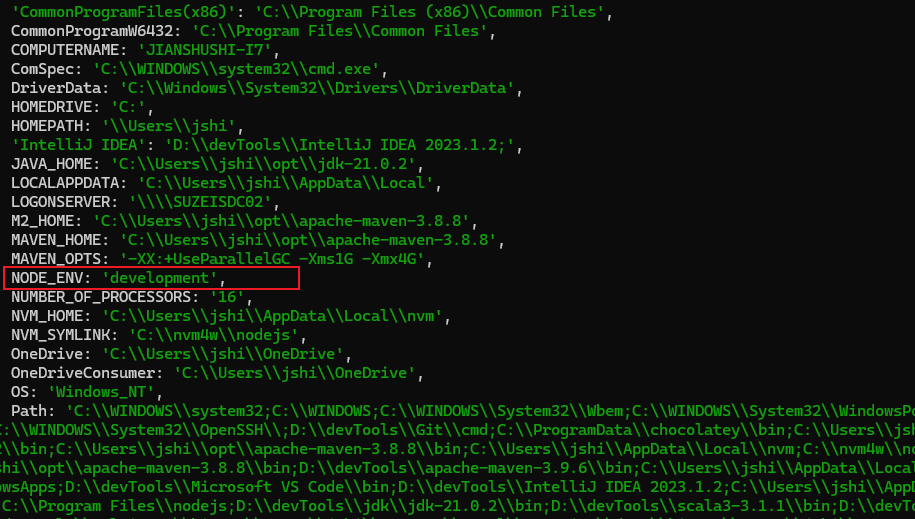 'CommonProgramFiles(x86)': 'C:\\Program Files (x86)\\Common Files',
CommonProgramW6432: 'C:\\Program Files\\Common Files',
COMPUTERNAME: 'JIANSHUSHI-I7',
ComSpec: 'C:\\WINDOWS\\system32\\cmd.exe',
DriverData: 'C:\\Windows\\System32\\Drivers\\DriverData',
HOMEDRIVE: 'C:',
HOMEPATH: '\\Users\\jshi',
'IntelliJ IDEA': 'D:\\devTools\\IntelliJ IDEA 2023.1.2;',
JAVA_HOME: 'C:\\Users\\jshi\\opt\\jdk-21.0.2',
LOCALAPPDATA: 'C:\\Users\\jshi\\AppData\\Local',
LOGONSERVER: '\\\\SUZEISDC02',
M2_HOME: 'C:\\Users\\jshi\\opt\\apache-maven-3.8.8',
MAVEN_HOME: 'C:\\Users\\jshi\\opt\\apache-maven-3.8.8',
MAVEN_OPTS: '-XX:+UseParallelGC -Xms1G -Xmx4G',
NODE_ENV: 'development',
NUMBER_OF_PROCESSORS: '16',
NVM_HOME: 'C:\\Users\\jshi\\AppData\\Local\\nvm',
NVM_SYMLINK: 'C:\\nvm4w\\nodejs',
OneDrive: 'C:\\Users\\jshi\\OneDrive',
OneDriveConsumer: 'C:\\Users\\jshi\\OneDrive',
OS: 'Windows_NT',
Path: 'C:\\WINDOWS\\system32;C:\\WINDOWS;C:\\WINDOWS\\System32\\Wbem;C:\\WINDOWS\\System32\\WindowsPo
C:\\WINDOWS\\System32\\OpenSSH\\;D:\\devTools\\Git\\cmd;C:\\ProgramData\\chocolatey\\bin;C:\\Users\\jsh
\\bin;C:\\Users\\jshi\\opt\\apache-maven-3.8.8\\bin;C:\\Users\\jshi\\AppData\\Local\\nvm;C:\\nvm4w\\no
shi\\opt\\apache-maven-3.8.8\\bin;D:\\devTools\\apache-maven-3.9.6\\bin;C:\\Users\\jshi\\AppData\\Loca
owsApps;D:\\devTools\\Microsoft VS Code\\bin;D:\\devTools\\IntelliJ IDEA 2023.1.2;C:\\Users\\jshi\\AppD
C:\\Program Files\\nodejs;D:\\devTools\\jdk\\jdk-21.0.2\\bin;D:\\devTools\\scala3-3.1.1\\bin;D:\\devTo